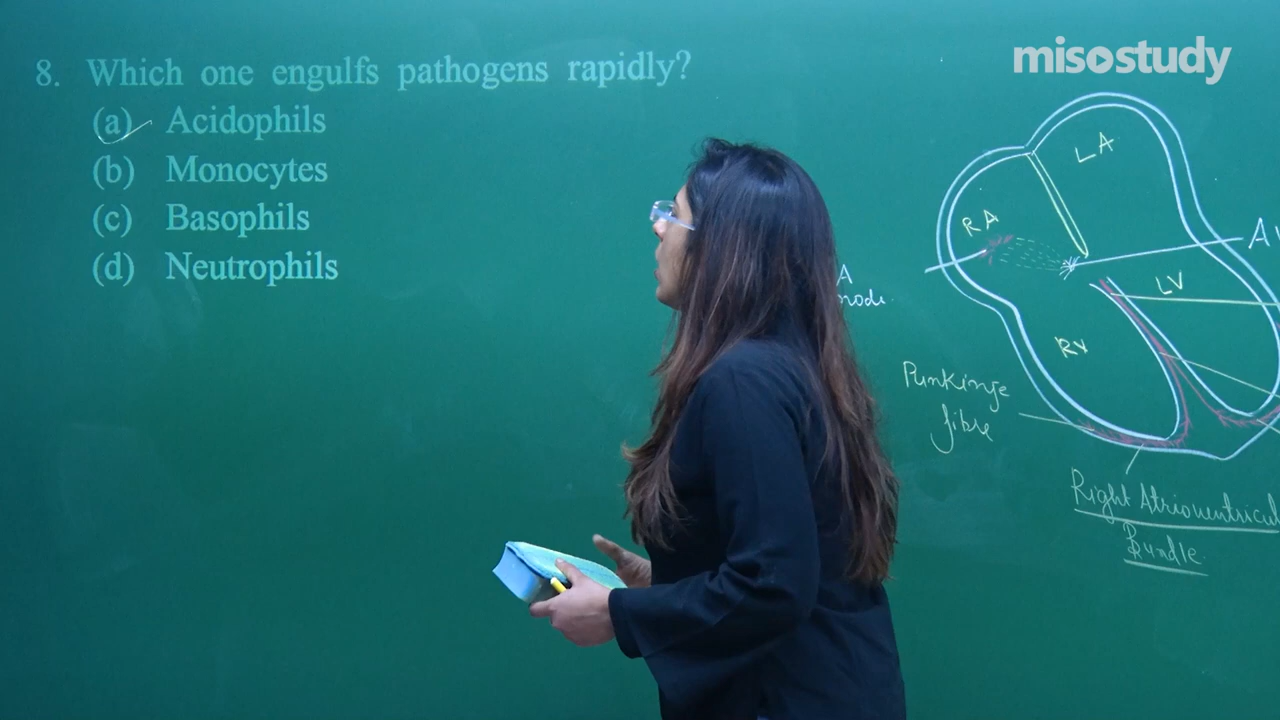 misostudy
8. Which one engulfs pathogens rapidly?
(a) Acidophils
(b) Monocytes
(c) Basophils
(d) Neutrophils
LA
RA
A
node
LV
RV
Purkinje
fibre
Right Atrioventricul
Bundle